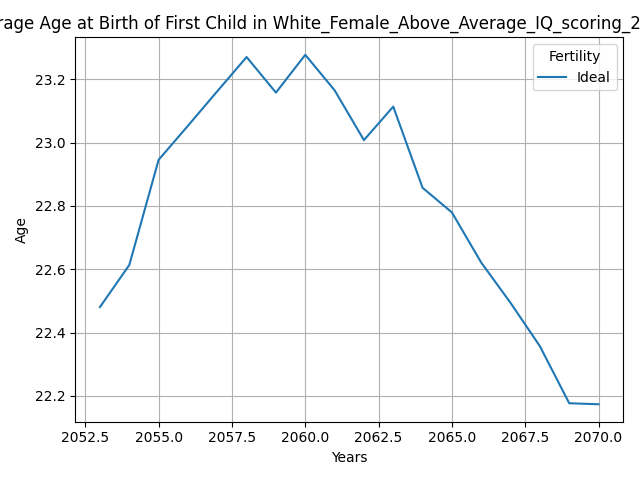 rage Age at Birth of First Child in White_Female_Above_Average_IQ_scoring_2
Fertility
Ideal
23.2
23.0
22.8
22.6
22.4
22.2
Age
2052.5 2055.0 2057.5 2060.0 2062.5 2065.0 2067.5 2070.0
Years